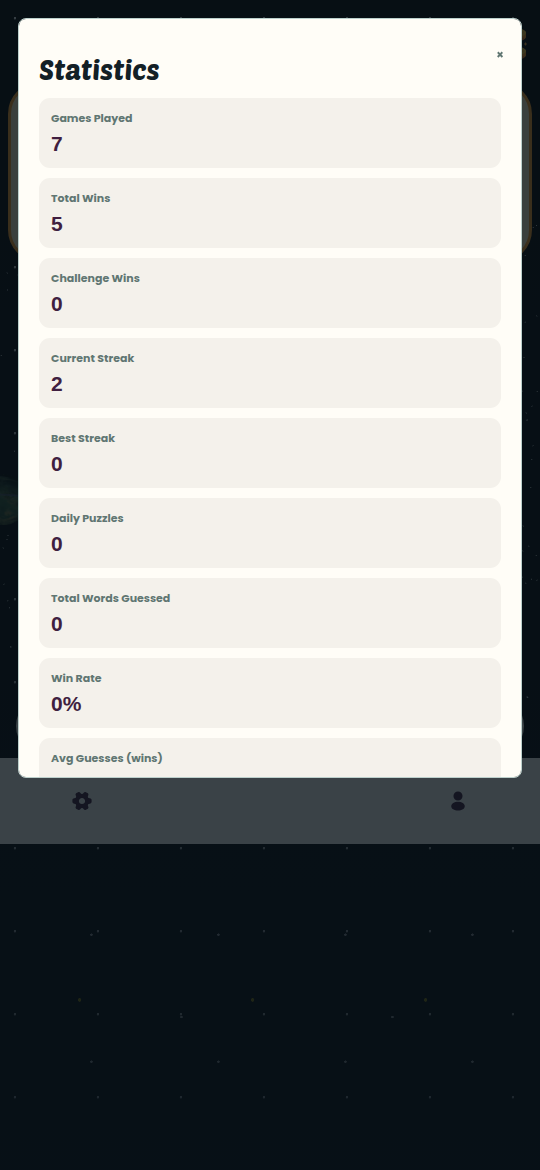 Statistics
×
Games Played
7
Total Wins
5
Challenge Wins
0
Current Streak
2
Best Streak
0
Daily Puzzles
0
Total Words Guessed
0
Win Rate
0%
Avg Guesses (wins)